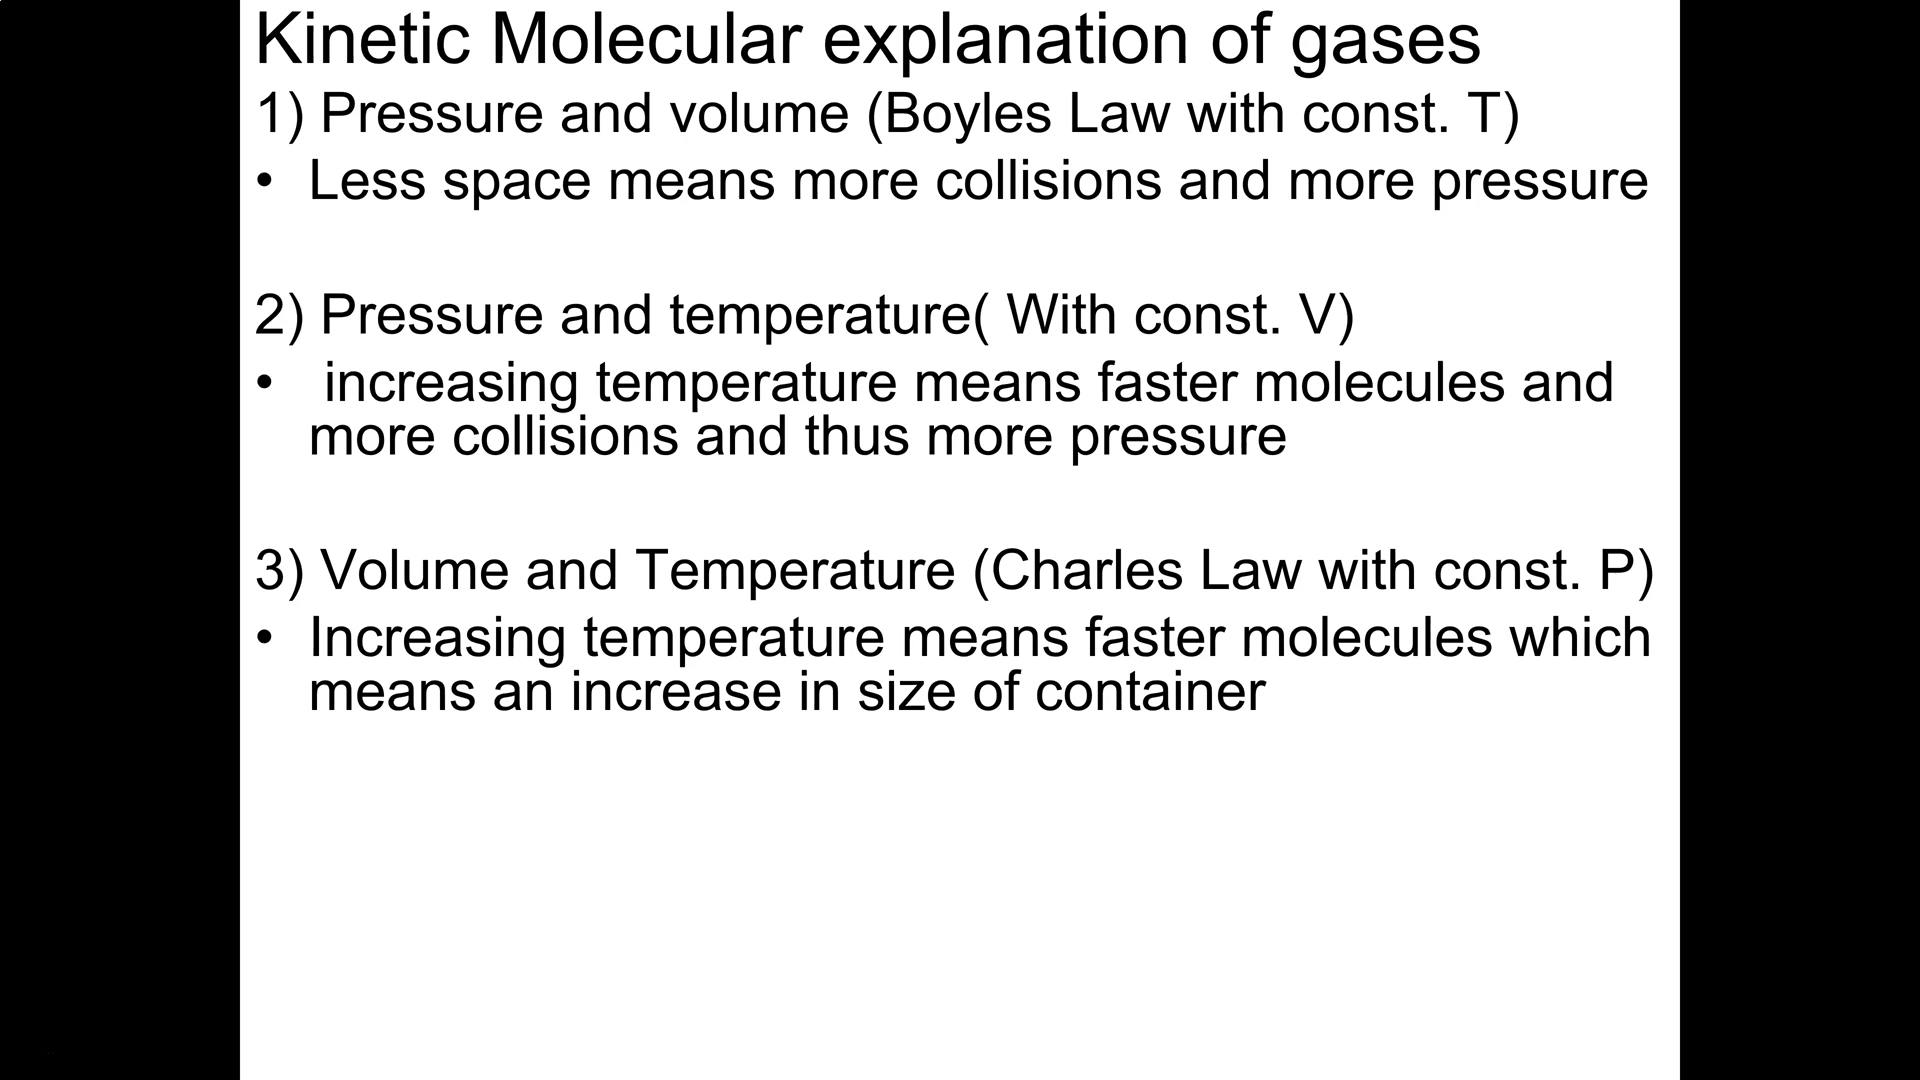 Kinetic Molecular explanation of gases
1) Pressure and volume (Boyles Law with const. T)
• Less space means more collisions and more pressure
2) Pressure and temperature( With const. V)
• increasing temperature means faster molecules and
more collisions and thus more pressure
3) Volume and Temperature (Charles Law with const. P)
• Increasing temperature means faster molecules which
means an increase in size of container